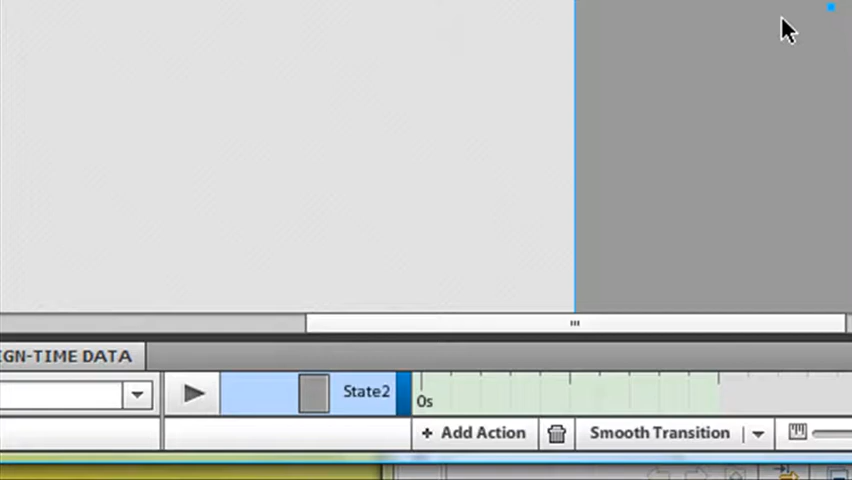 IGN-TIME DATA
State2
0s
+ Add Action
Smooth Transition